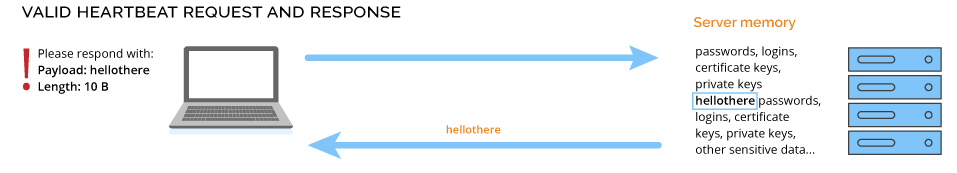 VALID HEARTBEAT REQUEST AND RESPONSE
Please respond with:
Payload: hellothere
Length: 10 B
hellothere
Server memory
passwords, logins,
certificate keys,
private keys
hellothere passwords,
logins, certificate
keys, private keys,
other sensitive data...